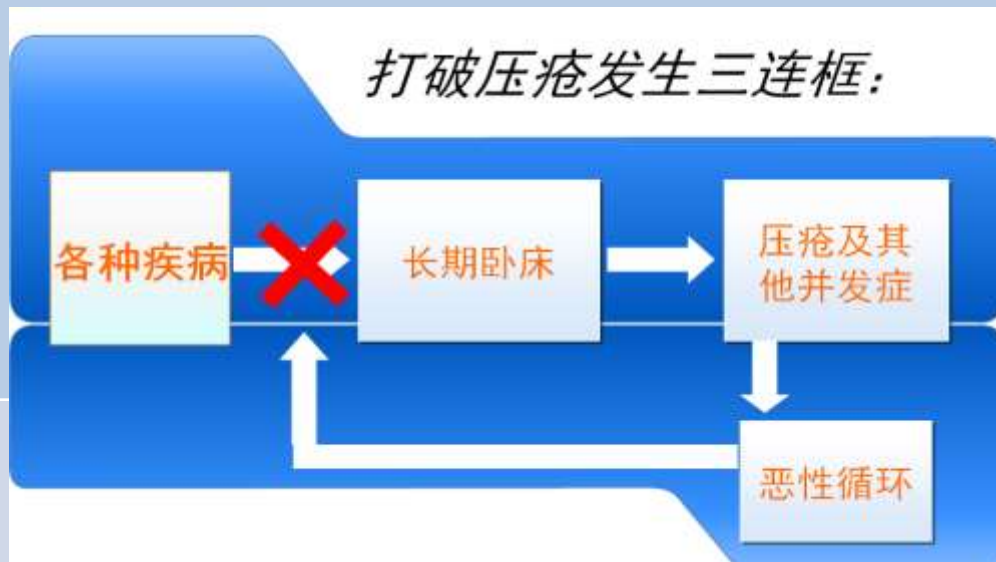 打破压疮发生三连框：
各种疾病
长期卧床
压疮及其
他并发症
恶性循环